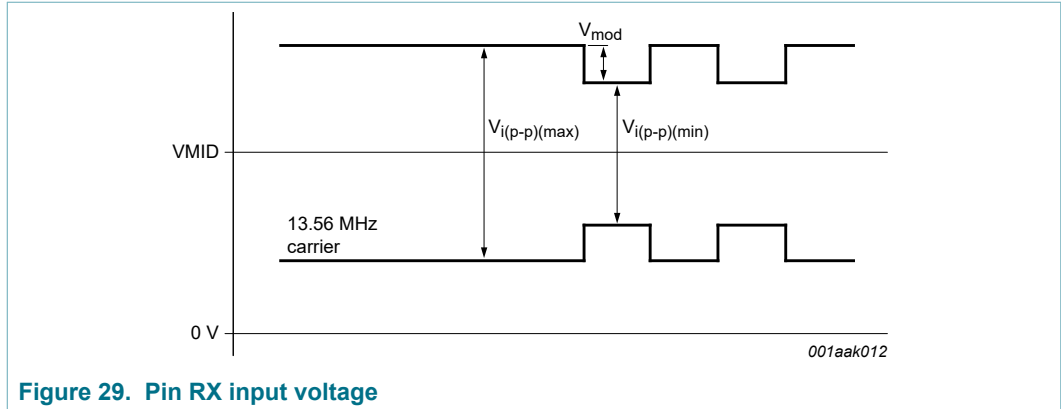 Vmod
Vi(p-p)(max)
Vi(p-p)(min)
VMID
13.56 MHz
carrier
0 V
001aak012
Figure 29. Pin RX input voltage